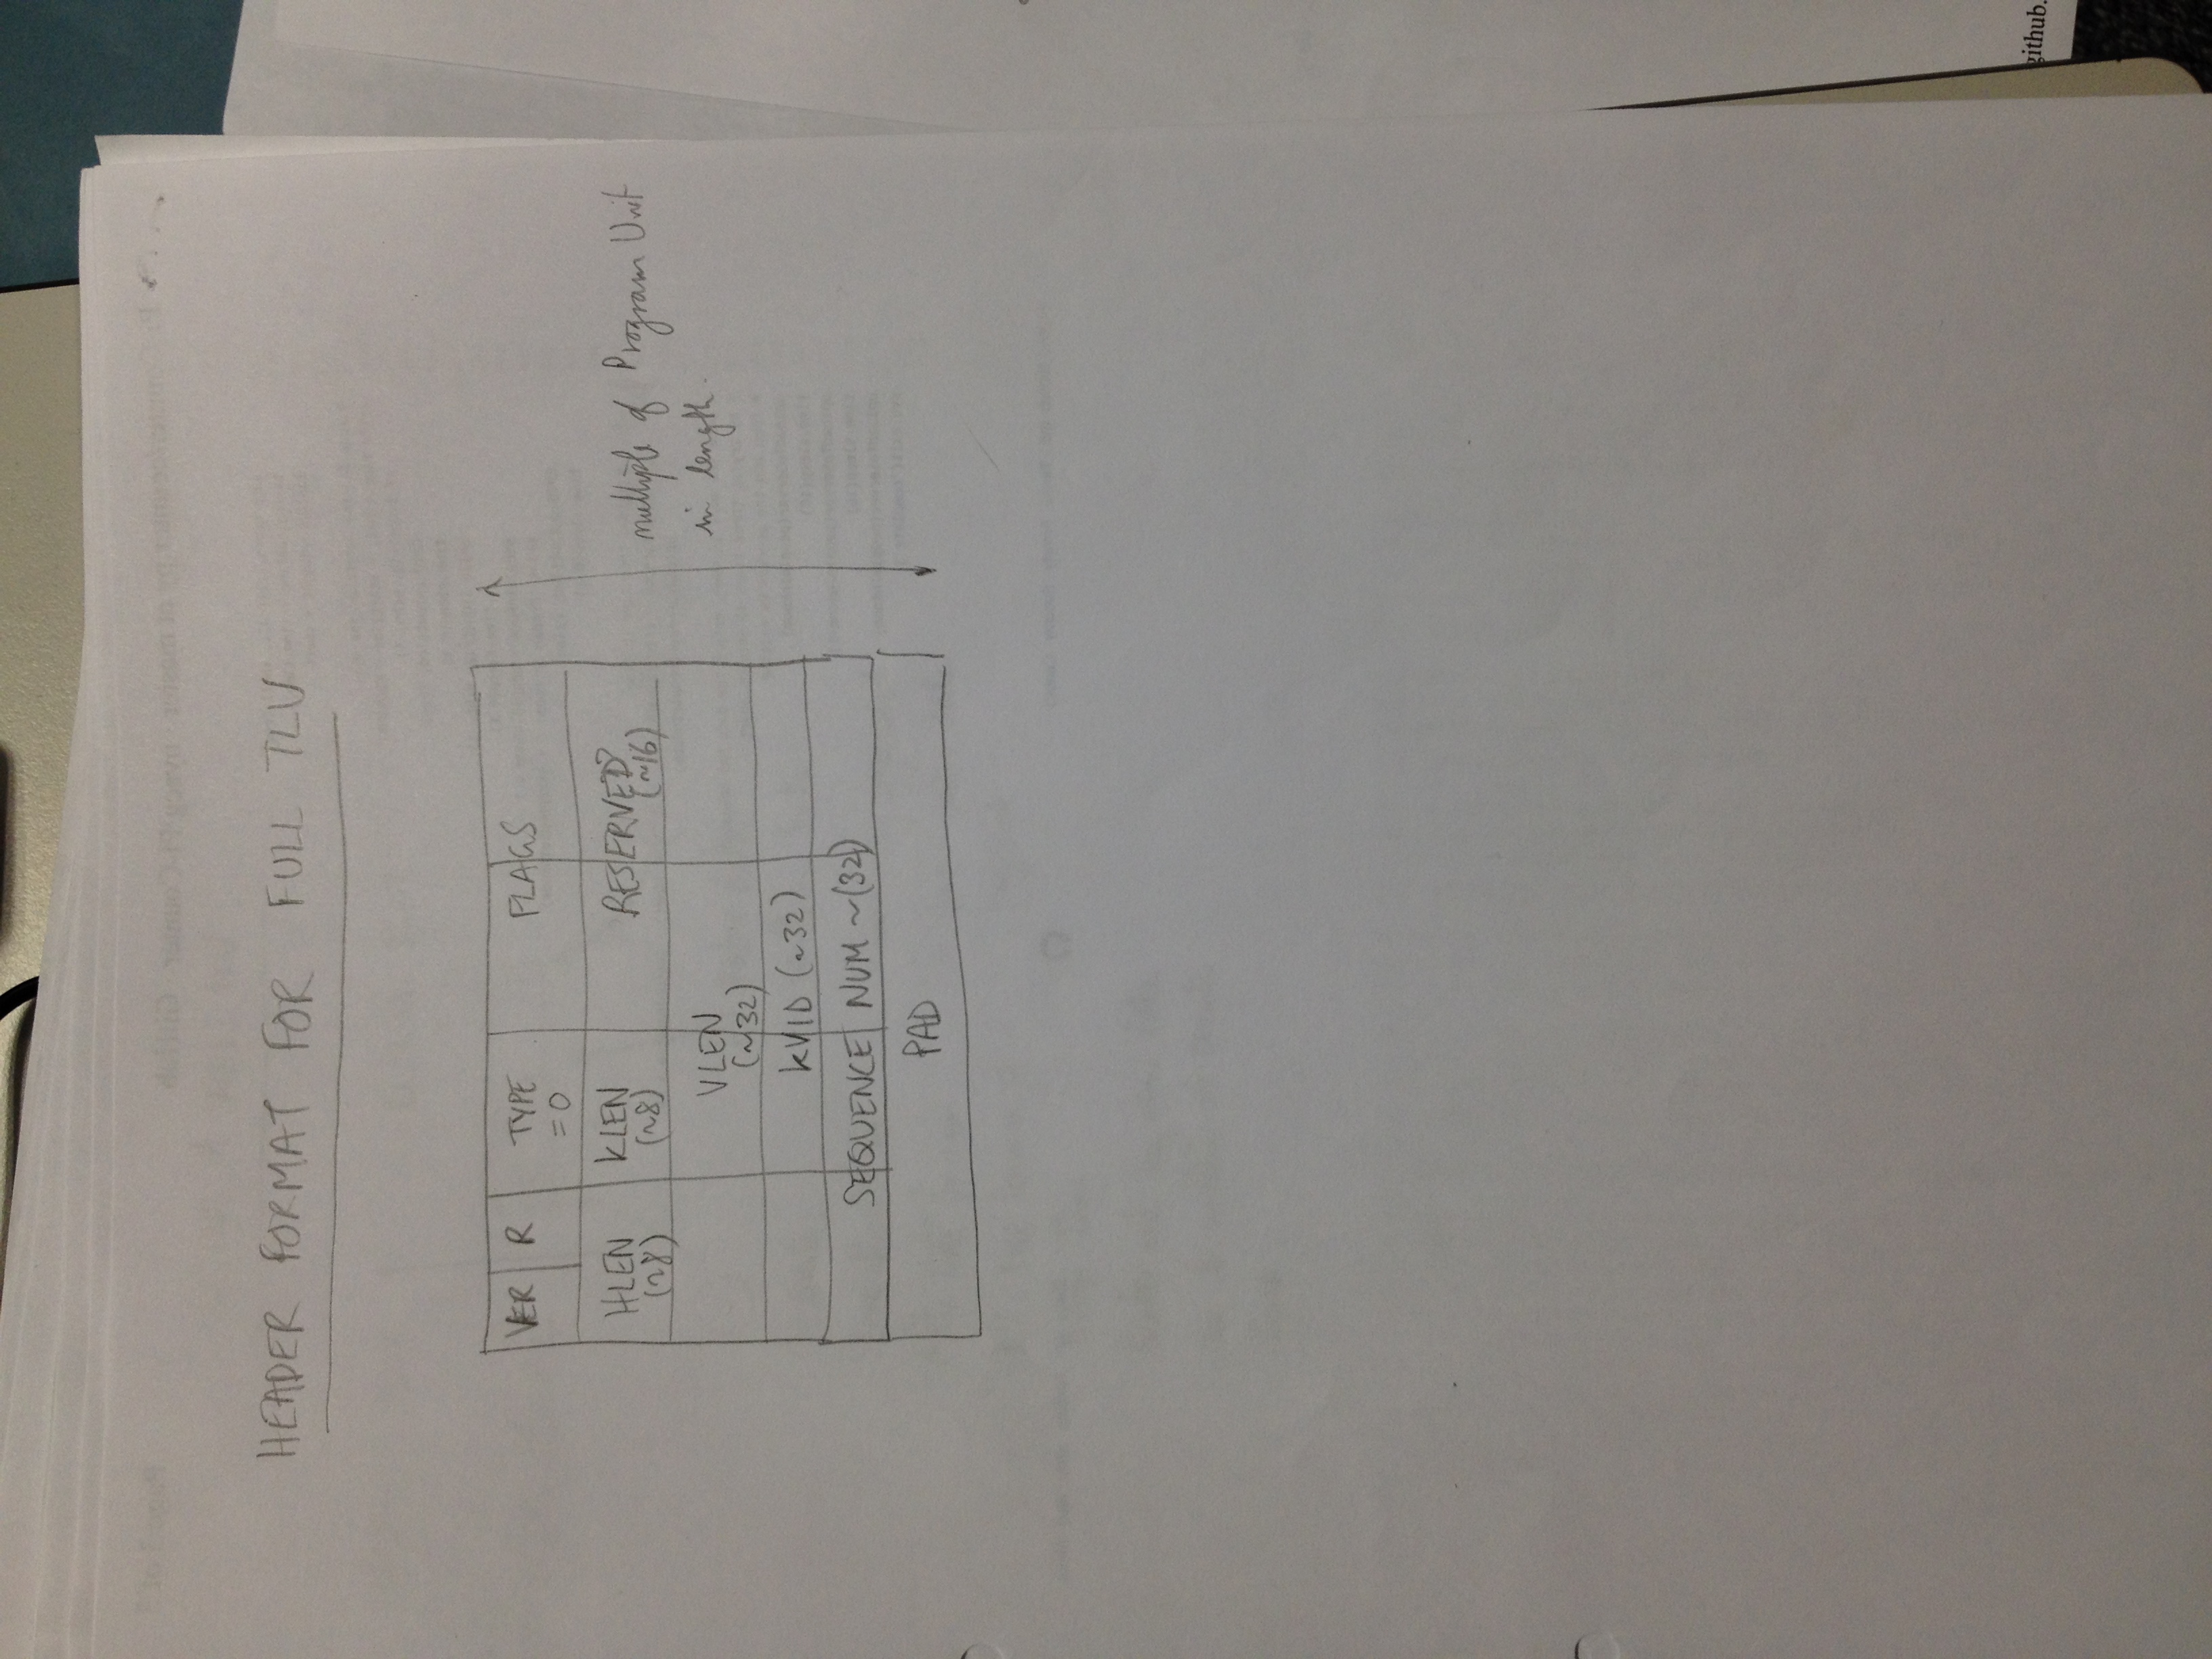 HEADER FORMAT FOR FULL TLV
VER R TYPE FLAGS
=0
HLEN KLEN RESERVED?
(~8) (~8) (~16)
VLEN
(~32)
KVID (~32)
SEQUENCE NUM ~(32)
PAD
multiple of Program Unit
in length.
github.